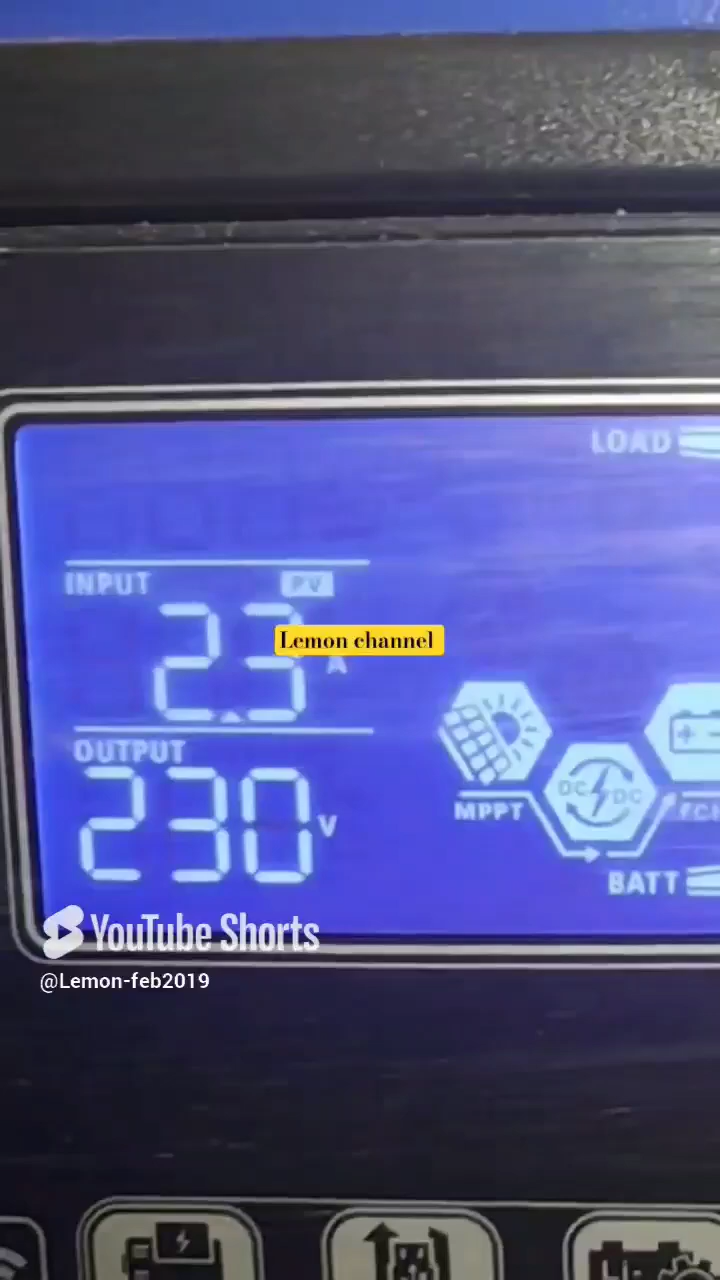 LOAD
INPUT PV
2.3 A
Lemon channel
OUTPUT
230 V
DC DC
MPPT
BATT
YouTube Shorts
@Lemon-feb2019